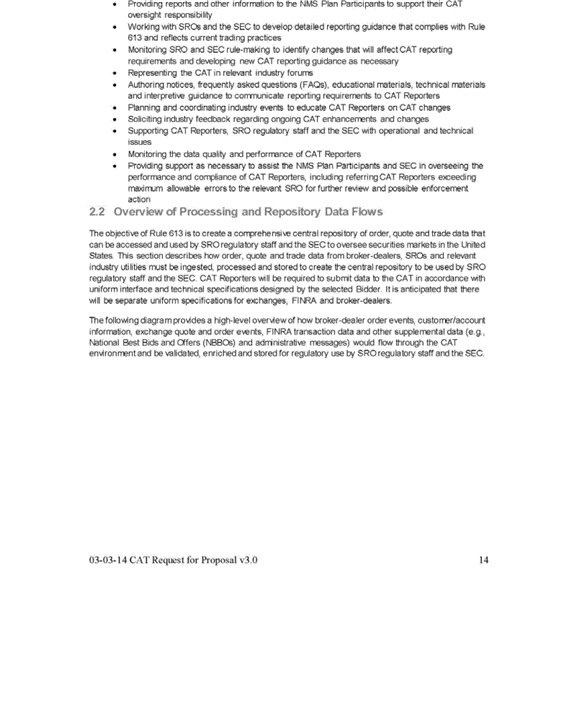 • Providing reports and other information to the NMS Plan Participants to support their CAT
oversight responsibility
• Working with SROs and the SEC to develop detailed reporting guidance that complies with Rule
613 and reflects current trading practices
• Monitoring SRO and SEC rule-making to identify changes that will affect CAT reporting
requirements and developing new CAT reporting guidance as necessary
• Representing the CAT in relevant industry forums
• Authoring notices, frequently asked questions (FAQs), educational materials, technical materials
and interpretive guidance to communicate reporting requirements to CAT Reporters
• Planning and coordinating industry events to educate CAT Reporters on CAT changes
• Soliciting industry feedback regarding ongoing CAT enhancements and changes
• Supporting CAT Reporters, SRO regulatory staff and the SEC with operational and technical
issues
• Monitoring the data quality and performance of CAT Reporters
• Providing support as necessary to assist the NMS Plan Participants and SEC in overseeing the
performance and compliance of CAT Reporters, including referring CAT Reporters exceeding
maximum allowable errors to the relevant SRO for further review and possible enforcement
action
2.2 Overview of Processing and Repository Data Flows
The objective of Rule 613 is to create a comprehensive central repository of order, quote and trade data that
can be accessed and used by SRO regulatory staff and the SEC to oversee securities markets in the United
States. This section describes how order, quote and trade data from broker-dealers, SROs and relevant
industry utilities must be ingested, processed and stored to create the central repository to be used by SRO
regulatory staff and the SEC. CAT Reporters will be required to submit data to the CAT in accordance with
uniform interface and technical specifications designed by the selected Bidder. It is anticipated that there
will be separate uniform specifications for exchanges, FINRA and broker-dealers.
The following diagram provides a high-level overview of how broker-dealer order events, customer/account
information, exchange quote and order events, FINRA transaction data and other supplemental data (e.g.,
National Best Bids and Offers (NBBOs) and administrative messages) would flow through the CAT
environment and be validated, enriched and stored for regulatory use by SRO regulatory staff and the SEC.
03-03-14 CAT Request for Proposal v3.0 14